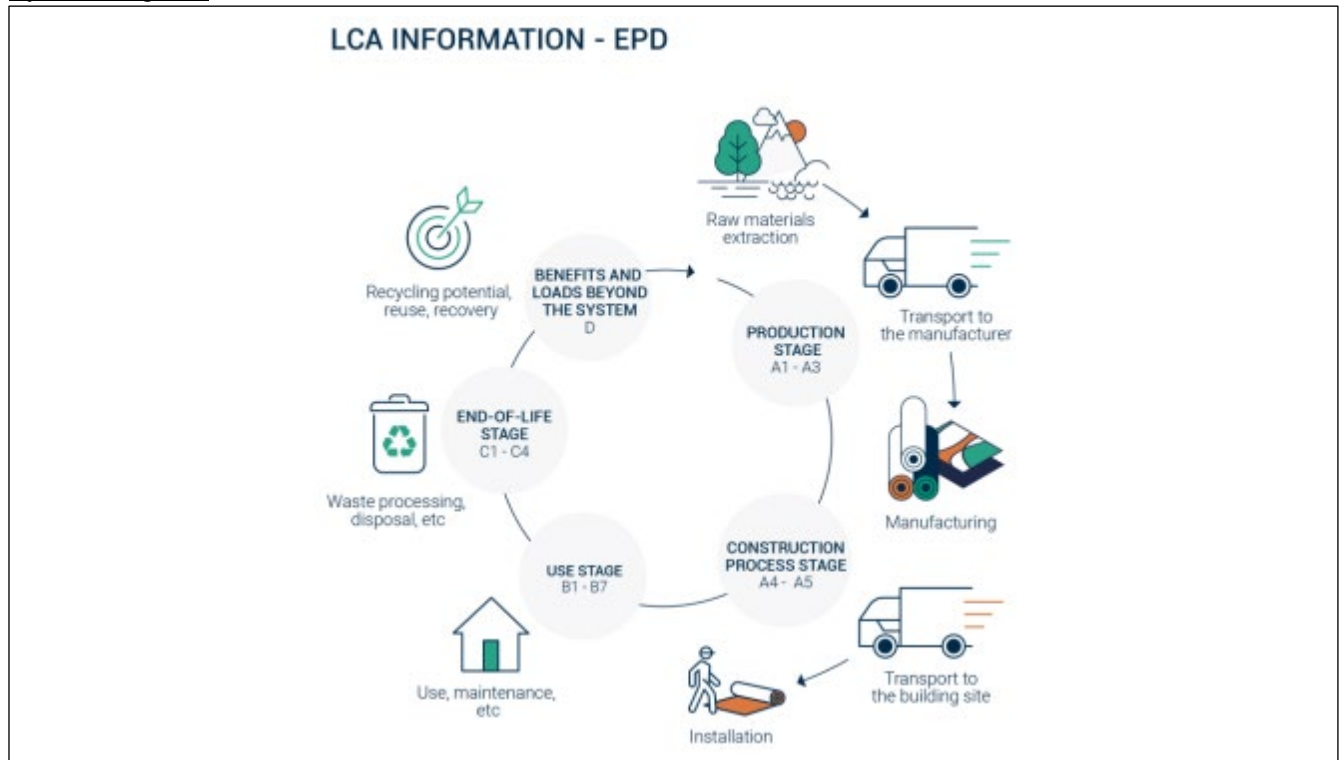 LCA INFORMATION - EPD
Raw materials
extraction
Transport to
the manufacturer
Manufacturing
PRODUCTION
STAGE
A1 - A3
CONSTRUCTION
PROCESS STAGE
A4 - A5
Transport to
the building site
Installation
USE STAGE
B1 - B7
Use, maintenance,
etc
END-OF-LIFE
STAGE
C1 - C4
Waste processing,
disposal, etc
BENEFITS AND
LOADS BEYOND
THE SYSTEM
D
Recycling potential,
reuse, recovery